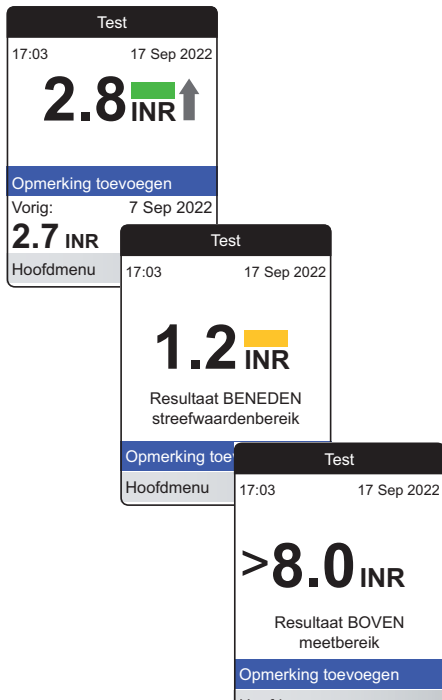 Test
17:03 17 Sep 2022
2.8 INR
Opmerking toevoegen
Vorig: 7 Sep 2022
2.7 INR
Hoofdmenu
Test
17:03 17 Sep 2022
1.2 INR
Resultaat BENEDEN
streefwaardenbereik
Opmerking toe
Hoofdmenu
Test
17:03 17 Sep 2022
>8.0 INR
Resultaat BOVEN
meetbereik
Opmerking toevoegen